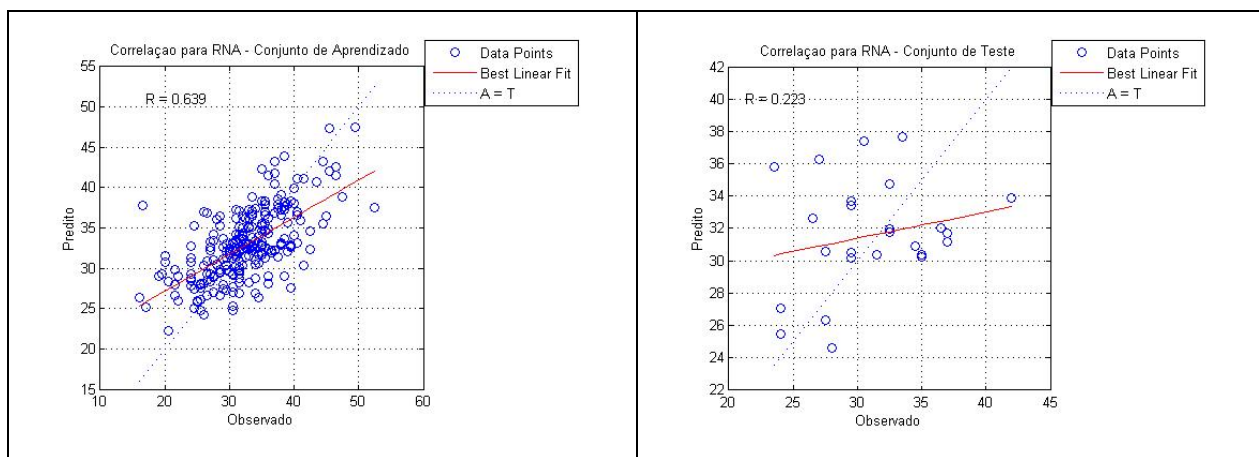 Correlaçao para RNA - Conjunto de Aprendizado
Data Points
Best Linear Fit
A = T
R = 0.639
55
50
45
40
35
30
25
20
15
Predito
10
20
30
40
50
60
Observado
Correlaçao para RNA - Conjunto de Teste
Data Points
Best Linear Fit
A = T
R = 0.223
42
40
38
36
34
32
30
28
26
24
22
Predito
20
25
30
35
40
45
Observado